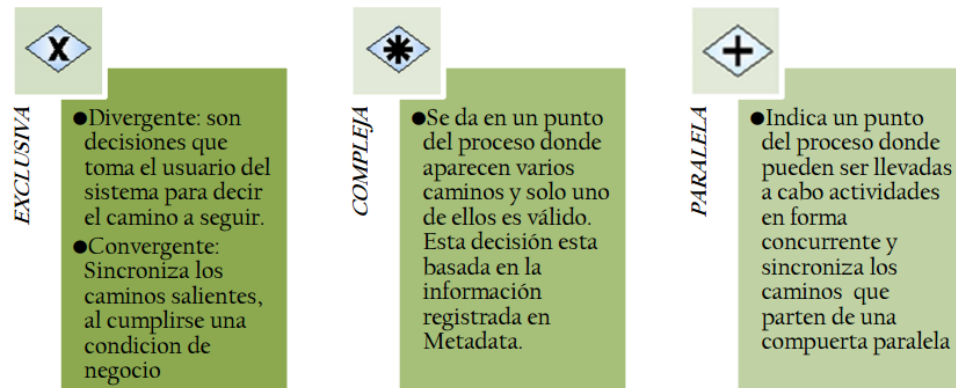 EXCLUSIVA
●Divergente: son
decisiones que
toma el usuario del
sistema para decir
el camino a seguir.
●Convergente:
Sincroniza los
caminos salientes,
al cumplirse una
condicion de
negocio
COMPLEJA
●Se da en un punto
del proceso donde
aparecen varios
caminos y solo uno
de ellos es válido.
Esta decisión esta
basada en la
información
registrada en
Metadata.
PARALELA
●Indica un punto
del proceso donde
pueden ser llevadas
a cabo actividades
en forma
concurrente y
sincroniza los
caminos que
parten de una
compuerta paralela